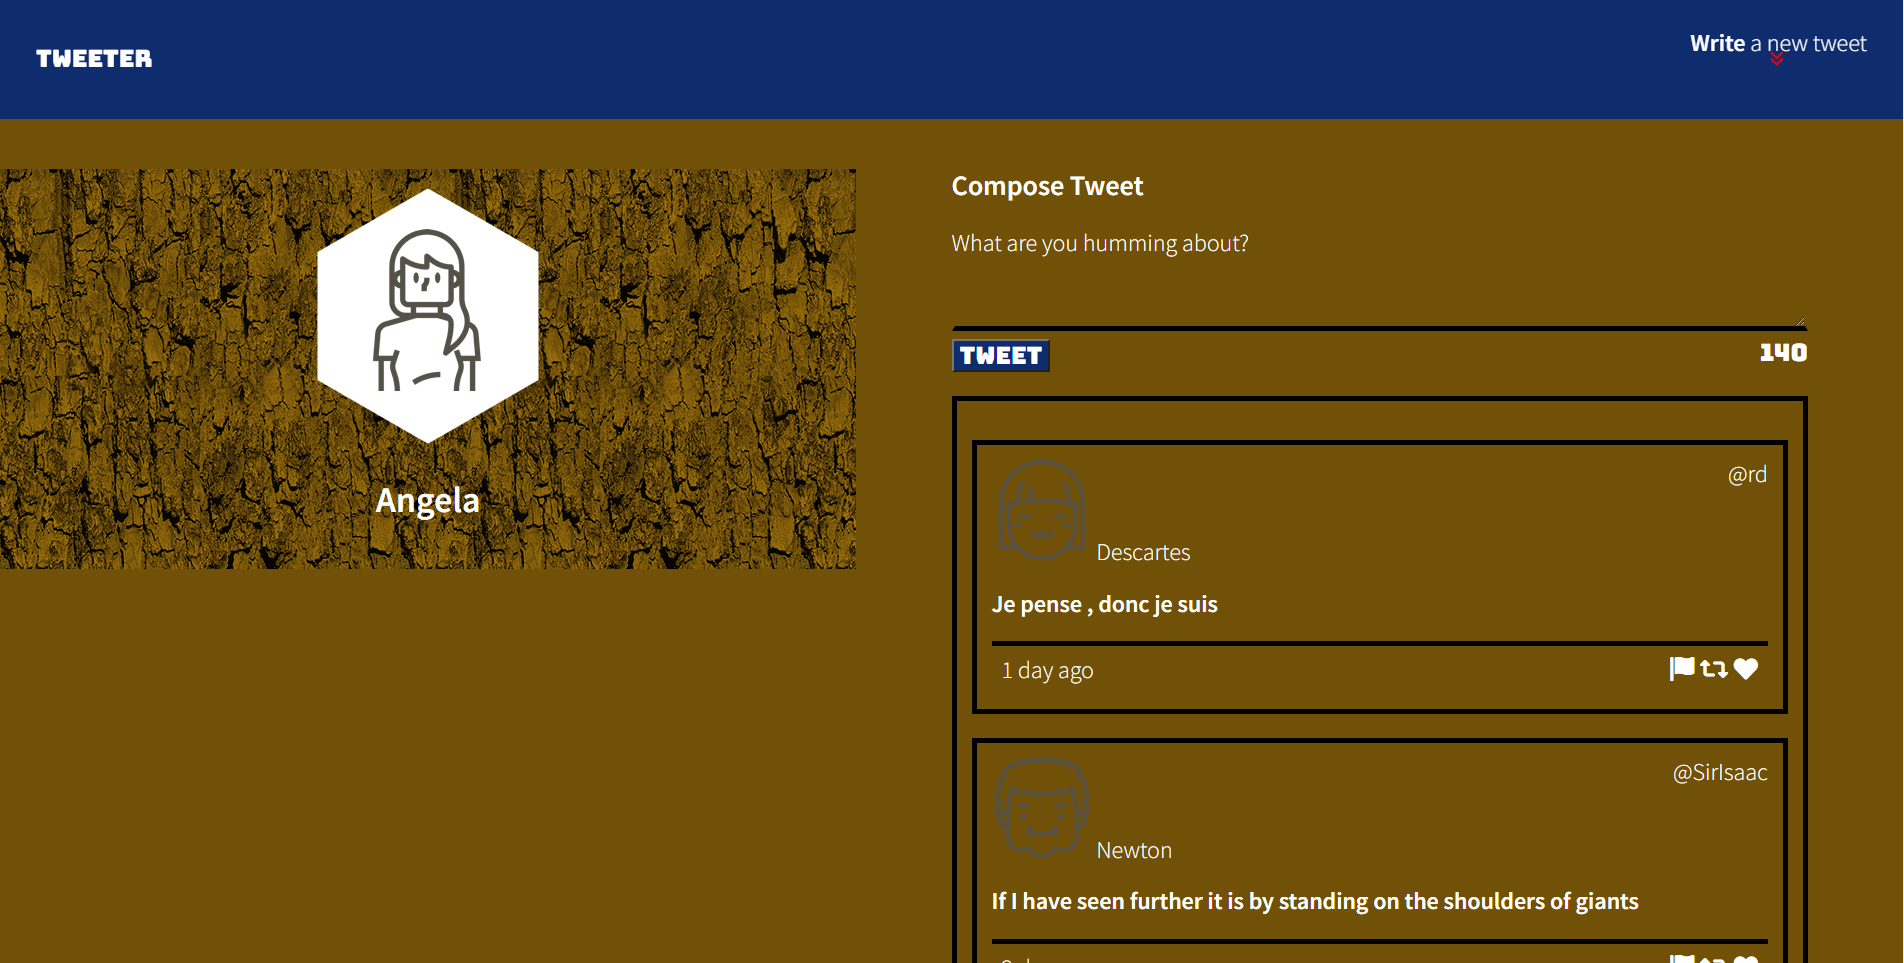 TWEETER
Write a new tweet
Angela
Compose Tweet
What are you humming about?
TWEET
140
@rd
Descartes
Je pense , donc je suis
1 day ago
@SirIsaac
Newton
If I have seen further it is by standing on the shoulders of giants